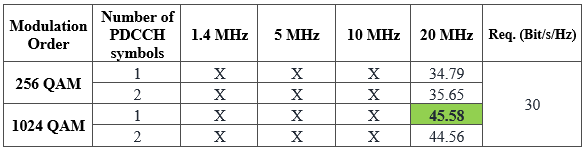 Modulation Order Number of PDCCH symbols 1.4 MHz 5 MHz 10 MHz 20 MHz Req. (Bit/s/Hz)
256 QAM 1 X X X 34.79 30
2 X X X 35.65
1024 QAM 1 X X X 45.58
2 X X X 44.56